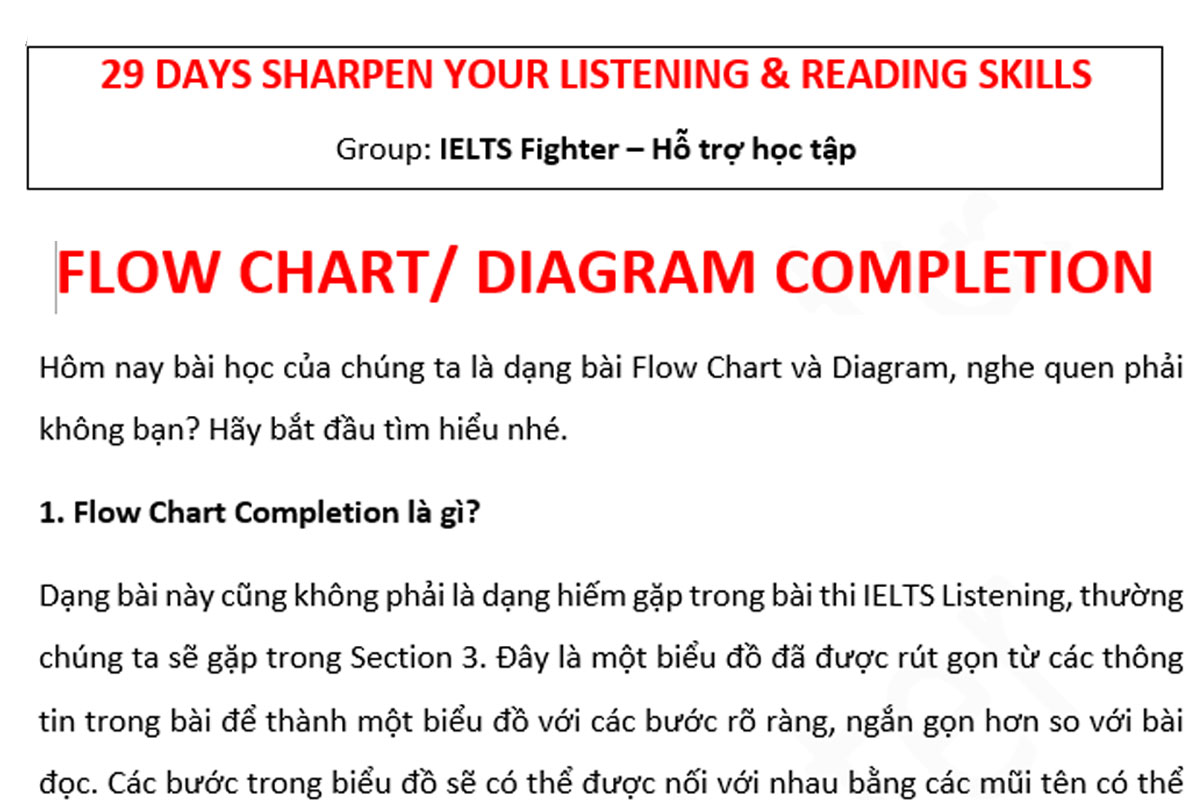 29 DAYS SHARPEN YOUR LISTENING & READING SKILLS
Group: IELTS Fighter – Hỗ trợ học tập
FLOW CHART/ DIAGRAM COMPLETION
Hôm nay bài học của chúng ta là dạng bài Flow Chart và Diagram, nghe quen phải
không bạn? Hãy bắt đầu tìm hiểu nhé.
1. Flow Chart Completion là gì?
Dạng bài này cũng không phải là dạng hiếm gặp trong bài thi IELTS Listening, thường
chúng ta sẽ gặp trong Section 3. Đây là một biểu đồ đã được rút gọn từ các thông
tin trong bài để thành một biểu đồ với các bước rõ ràng, ngắn gọn hơn so với bài
đọc. Các bước trong biểu đồ sẽ có thể được nối với nhau bằng các mũi tên có thể